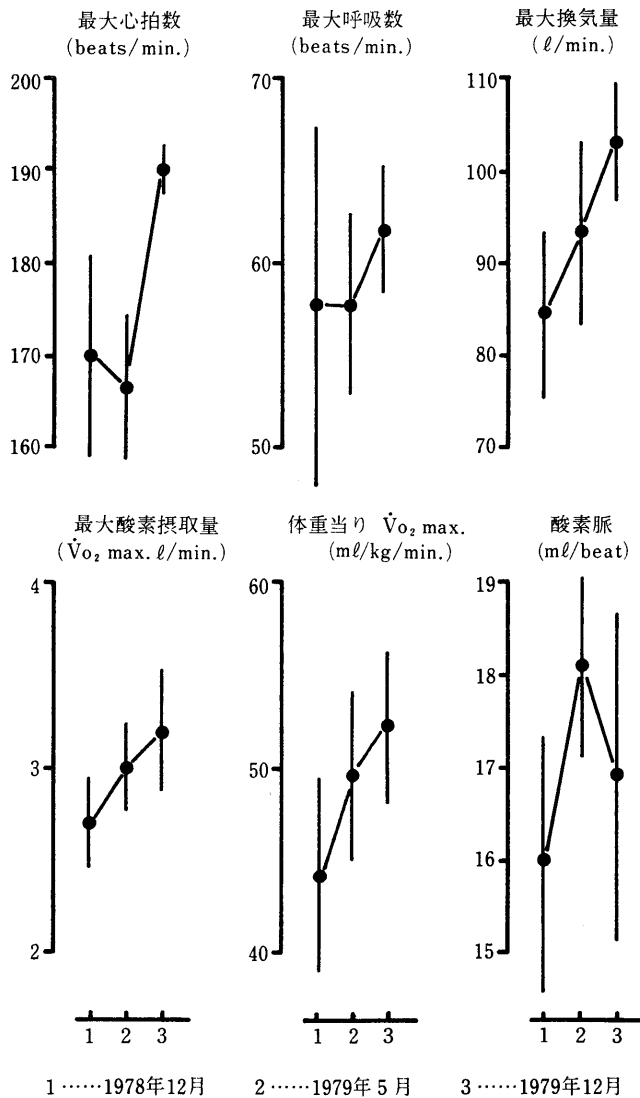 最大心拍数
(beats/min.)
200
190
180
170
160
最大呼吸数
(beats/min.)
70
60
50
最大換気量
(ℓ/min.)
110
100
90
80
70
最大酸素摂取量
(V̇o₂ max. ℓ/min.)
4
3
2
体重当り V̇o₂ max.
(mℓ/kg/min.)
60
50
40
酸素脈
(mℓ/beat)
19
18
17
16
15
1 2 3
1 2 3
1 2 3
1 ……1978年12月 2 ……1979年5月 3 ……1979年12月